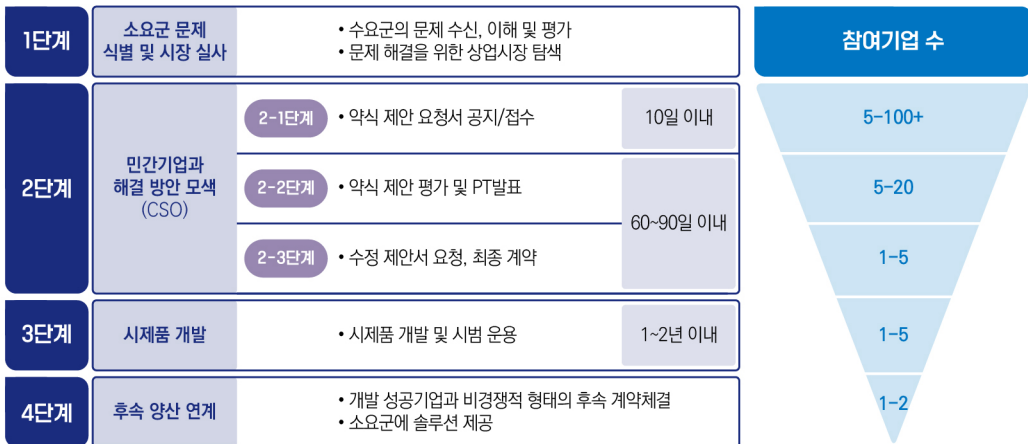 1단계
소요군 문제
식별 및 시장 실사
• 수요군의 문제 수신, 이해 및 평가
• 문제 해결을 위한 상업시장 탐색
참여기업 수
2단계
민간기업과
해결 방안 모색
(CSO)
2-1단계
• 약식 제안 요청서 공지/접수
10일 이내
5-100+
2-2단계
• 약식 제안 평가 및 PT발표
60~90일 이내
5-20
2-3단계
• 수정 제안서 요청, 최종 계약
1-5
3단계
시제품 개발
• 시제품 개발 및 시범 운용
1~2년 이내
1-5
4단계
후속 양산 연계
• 개발 성공기업과 비경쟁적 형태의 후속 계약체결
• 소요군에 솔루션 제공
1-2